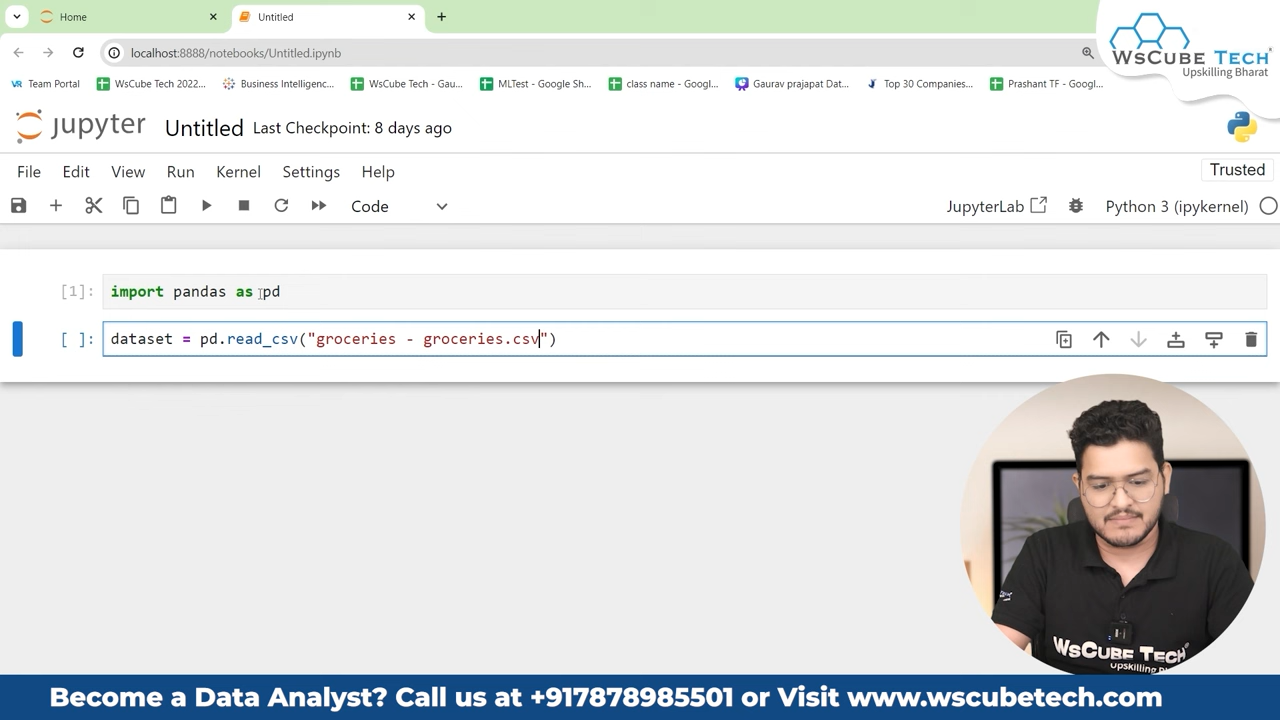 Home
Untitled
localhost:8888/notebooks/Untitled.ipynb
WsCube Tech
Upskilling Bharat
Team Portal
WsCube Tech 2022...
Business Intelligenc...
WsCube Tech - Gau...
MLTest - Google Sh...
class name - Googl...
Gaurav prajapat Dat...
Top 30 Companies...
Prashant TF - Googl...
jupyter Untitled Last Checkpoint: 8 days ago
File Edit View Run Kernel Settings Help
Trusted
Code
JupyterLab
Python 3 (ipykernel)
[1]: import pandas as pd
[ ]: dataset = pd.read_csv("groceries - groceries.csv")
WsCube Tech
Become a Data Analyst? Call us at +917878985501 or Visit www.wscubetech.com